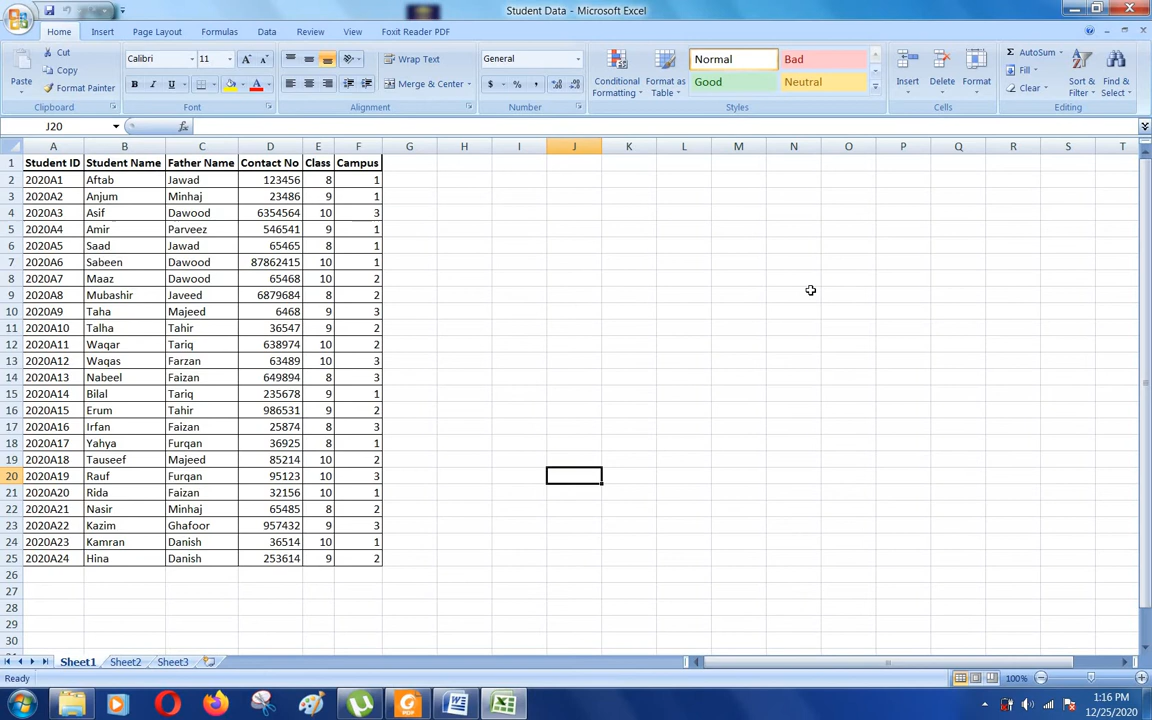 Student Data - Microsoft Excel
Home Insert Page Layout Formulas Data Review View Foxit Reader PDF
Paste Cut Copy Format Painter Clipboard
Calibri 11 Font
Wrap Text Merge & Center Alignment
General Number
Conditional Formatting Format as Table Normal Bad Good Neutral Styles
Insert Delete Format Cells
AutoSum Fill Clear Sort & Filter Find & Select Editing
J20 fx
A B C D E F G H I J K L M N O P Q R S T
1 Student ID Student Name Father Name Contact No Class Campus
2 2020A1 Aftab Jawad 123456 8 1
3 2020A2 Anjum Minhaj 23486 9 1
4 2020A3 Asif Dawood 6354564 10 3
5 2020A4 Amir Parveez 546541 9 1
6 2020A5 Saad Jawad 65465 8 1
7 2020A6 Sabeen Dawood 87862415 10 1
8 2020A7 Maaz Dawood 65468 10 2
9 2020A8 Mubashir Javeed 6879684 8 2
10 2020A9 Taha Majeed 6468 9 3
11 2020A10 Talha Tahir 36547 9 2
12 2020A11 Waqar Tariq 638974 10 2
13 2020A12 Waqas Farzan 63489 10 3
14 2020A13 Nabeel Faizan 649894 8 3
15 2020A14 Bilal Tariq 235678 9 1
16 2020A15 Erum Tahir 986531 9 2
17 2020A16 Irfan Faizan 25874 8 3
18 2020A17 Yahya Furqan 36925 8 1
19 2020A18 Tauseef Majeed 85214 10 2
20 2020A19 Rauf Furqan 95123 10 3
21 2020A20 Rida Faizan 32156 10 1
22 2020A21 Nasir Minhaj 65485 8 2
23 2020A22 Kazim Ghafoor 957432 9 3
24 2020A23 Kamran Danish 36514 10 1
25 2020A24 Hina Danish 253614 9 2
26
27
28
29
30
Sheet1 Sheet2 Sheet3
Ready 100%
1:16 PM
12/25/2020